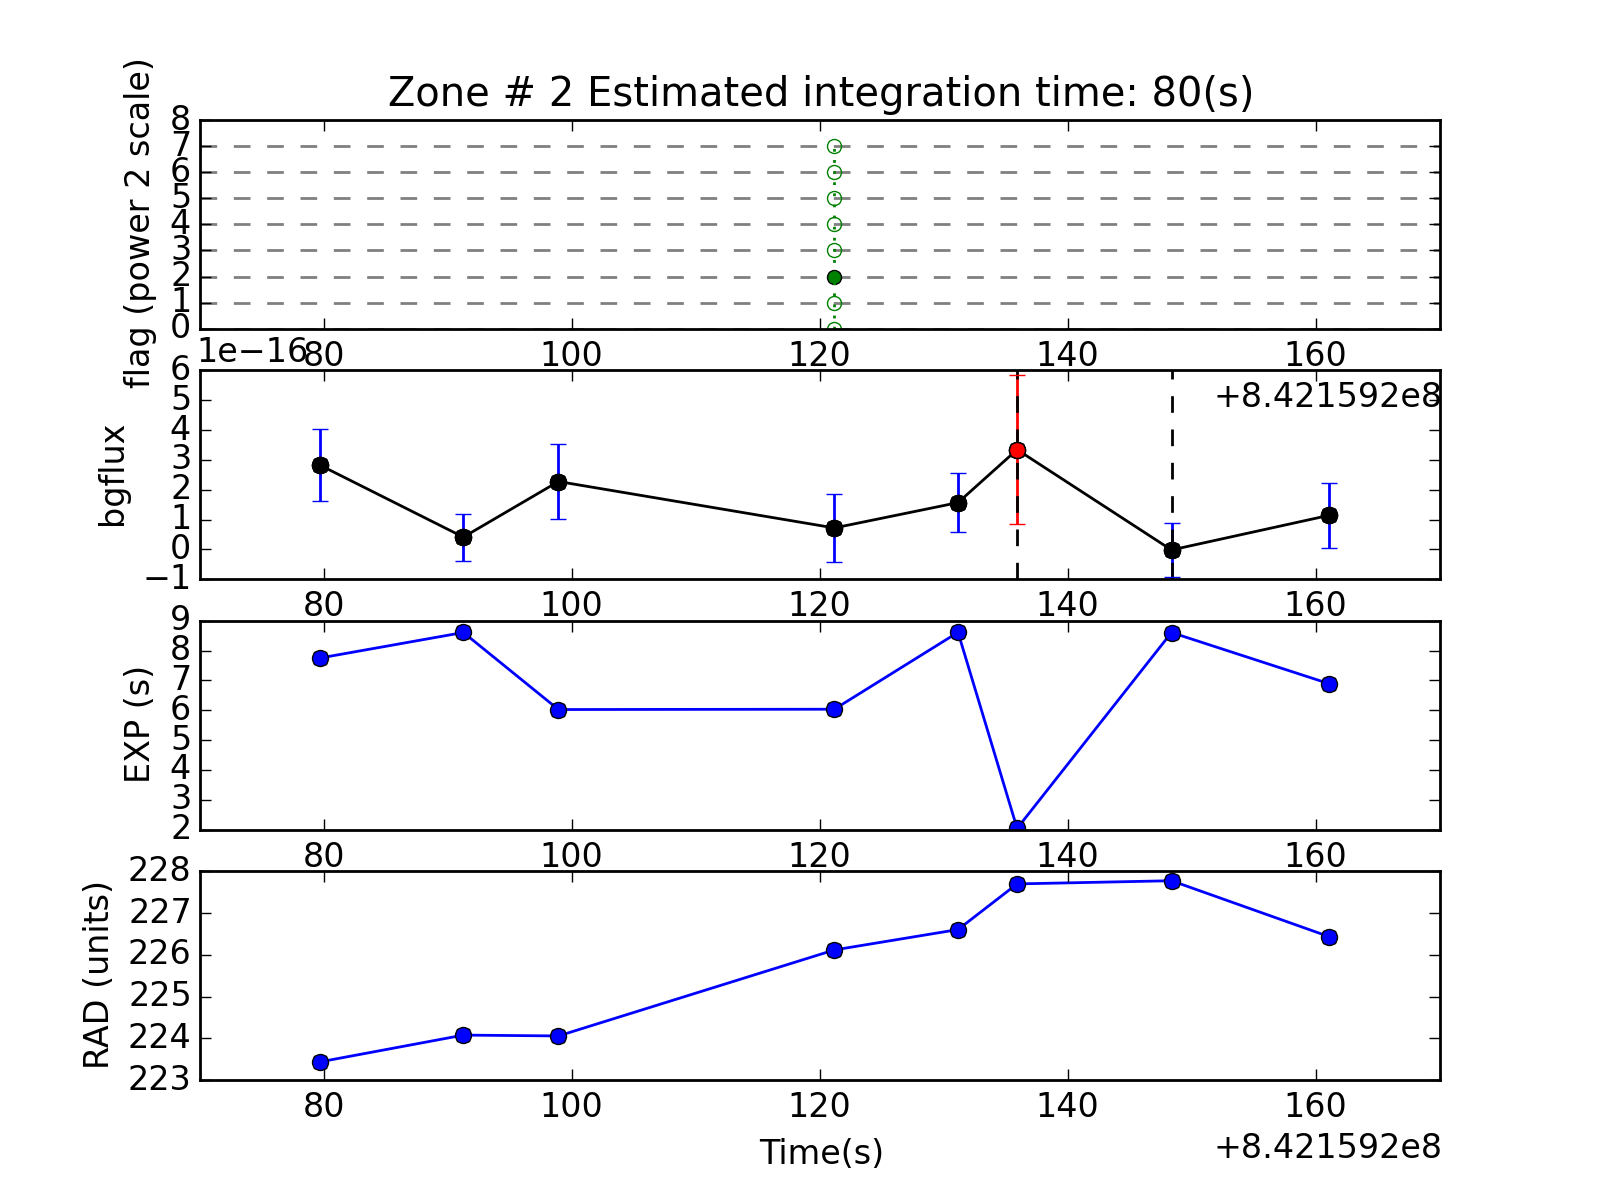 Zone # 2 Estimated integration time: 80(s)
flag (power 2 scale)
8
7
6
5
4
3
2
1
0
80 100 120 140 160
1e−16
+8.421592e8
bgflux
6
5
4
3
2
1
0
−1
80 100 120 140 160
EXP (s)
9
8
7
6
5
4
3
2
80 100 120 140 160
RAD (units)
228
227
226
225
224
223
80 100 120 140 160
Time(s)
+8.421592e8